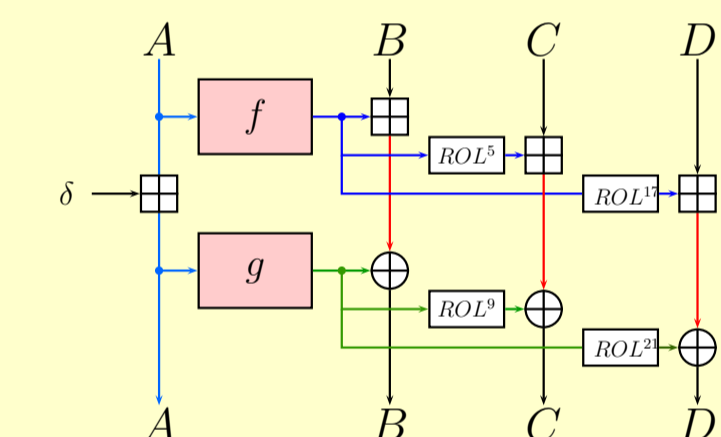 A B C D
f
ROL⁵
δ ROL¹⁷
g
ROL⁹
ROL²¹
A B C D